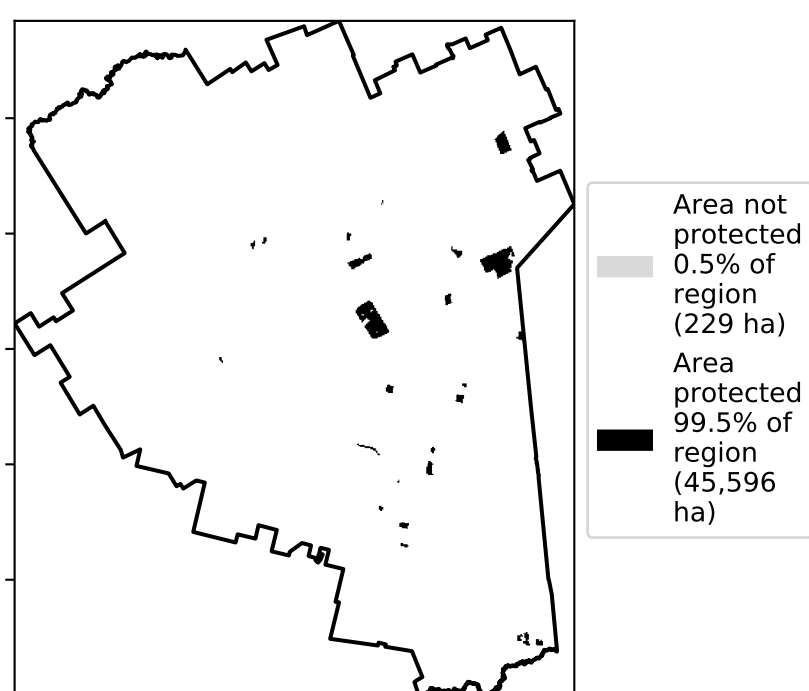 Area not
protected
0.5% of
region
(229 ha)
Area
protected
99.5% of
region
(45,596
ha)